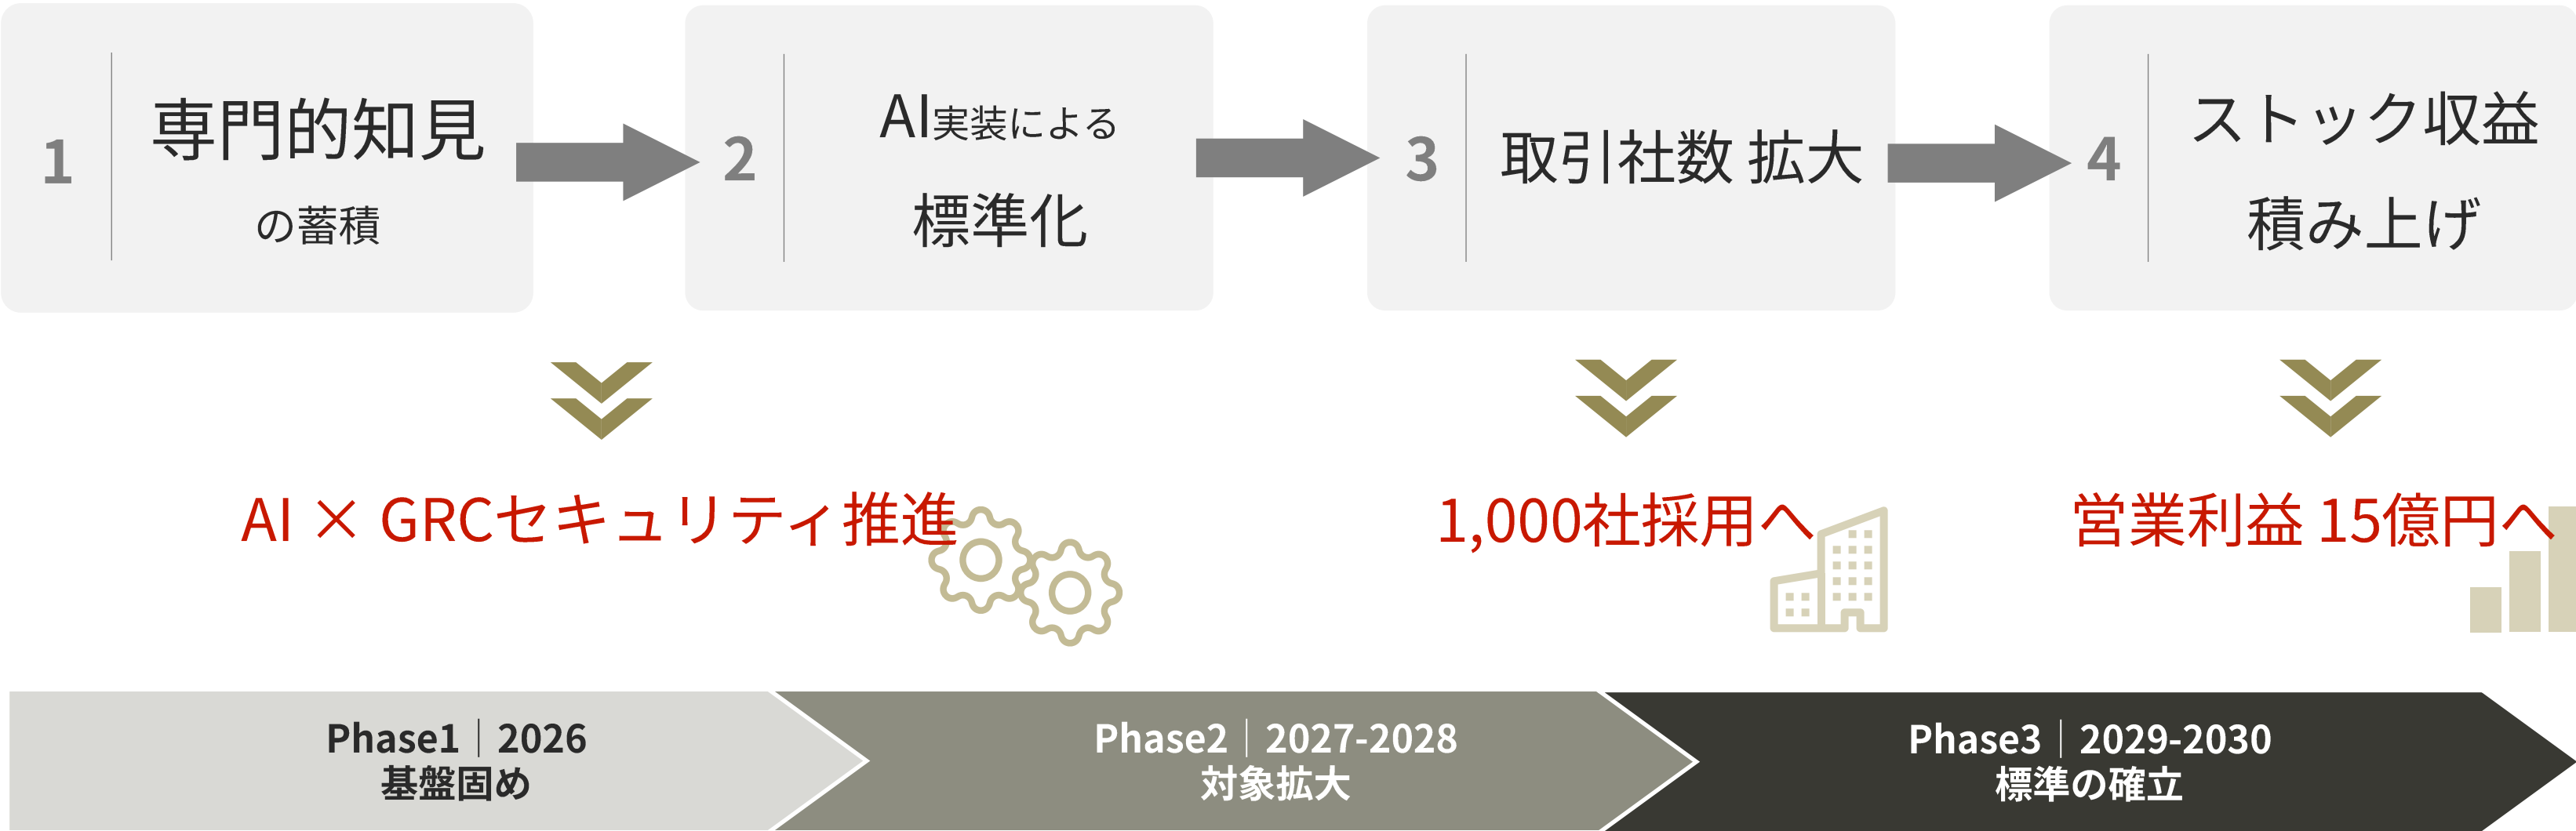 1
専門的知見
の蓄積
2
AI実装による
標準化
3
取引社数 拡大
4
ストック収益
積み上げ
AI × GRCセキュリティ推進
1,000社採用へ
営業利益 15億円へ
Phase1｜2026
基盤固め
Phase2｜2027-2028
対象拡大
Phase3｜2029-2030
標準の確立